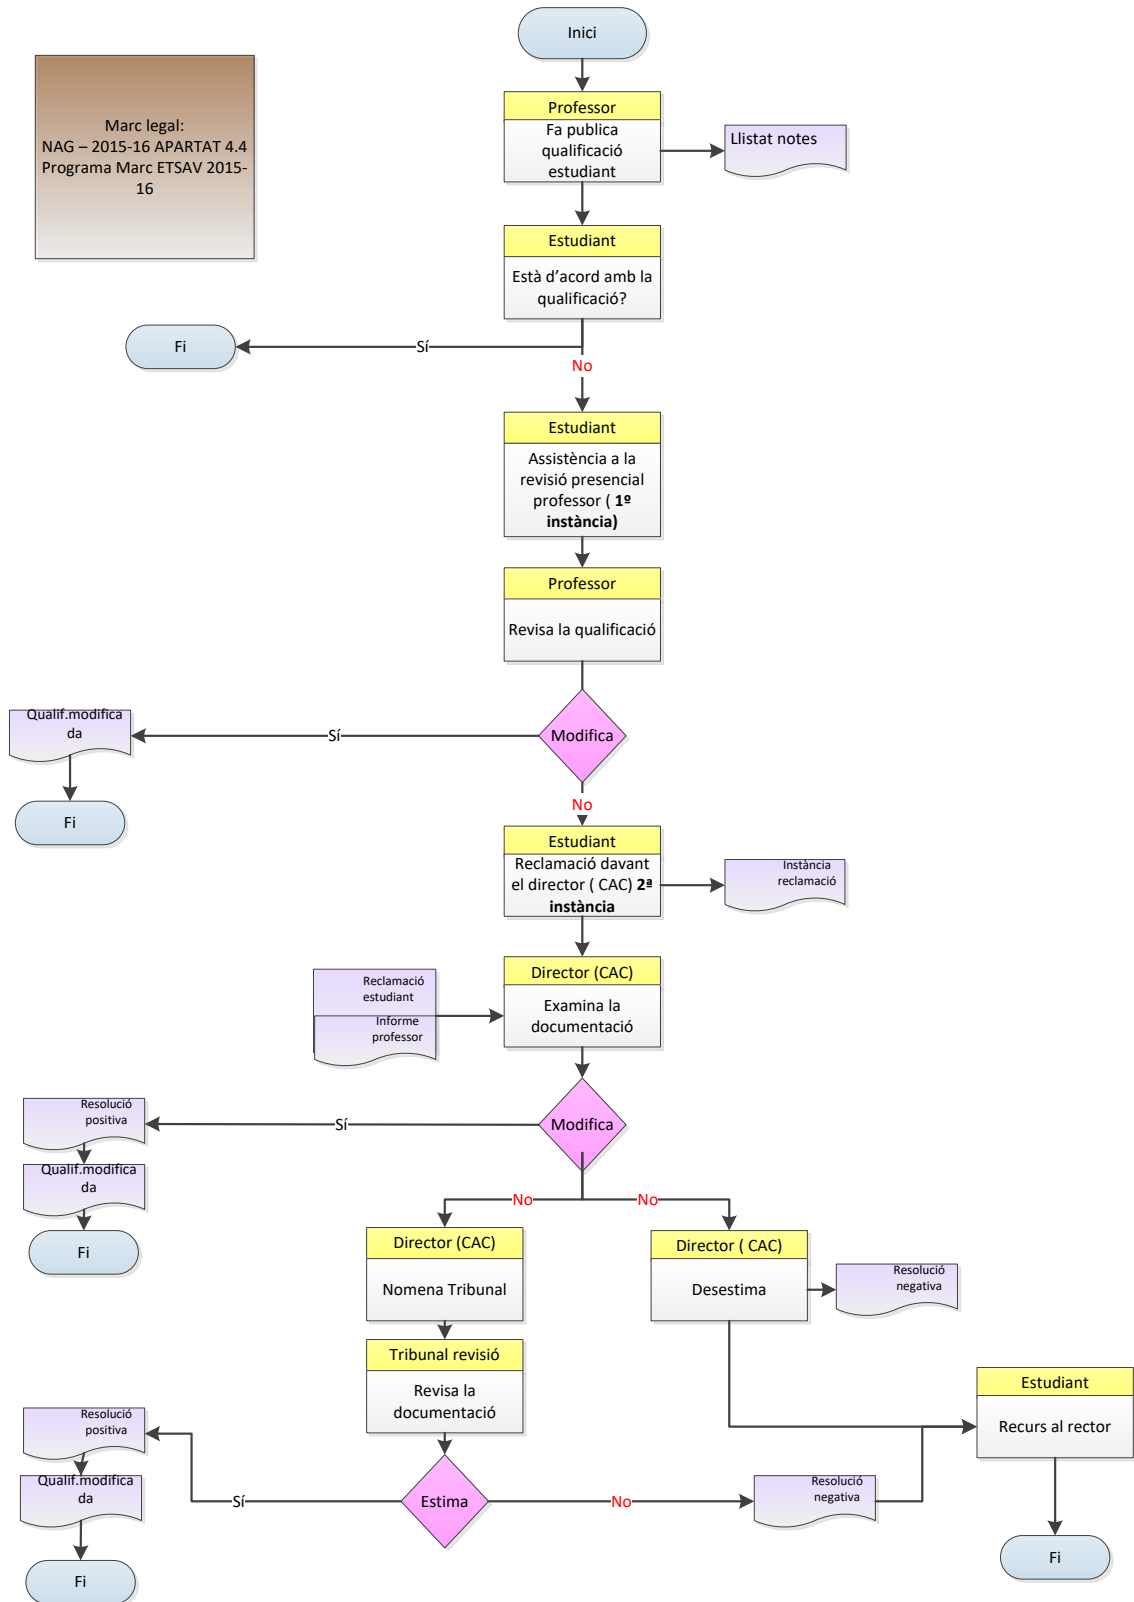 Inici
Marc legal:
NAG – 2015-16 APARTAT 4.4
Programa Marc ETSAV 2015-
16
Professor
Fa publica
qualificació
estudiant
Llistat notes
Estudiant
Està d’acord amb la
qualificació?
Fi
Sí
No
Estudiant
Assistència a la
revisió presencial
professor ( 1º
instància)
Professor
Revisa la qualificació
Qualif.modifica
da
Sí
Modifica
Fi
No
Estudiant
Reclamació davant
el director ( CAC) 2ª
instància
Instància
reclamació
Director (CAC)
Examina la
documentació
Reclamació
estudiant
Informe
professor
Resolució
positiva
Sí
Modifica
Qualif.modifica
da
Fi
No
No
Director (CAC)
Nomena Tribunal
Director ( CAC)
Desestima
Resolució
negativa
Tribunal revisió
Revisa la
documentació
Estudiant
Recurs al rector
Resolució
positiva
Qualif.modifica
da
Sí
Estima
No
Resolució
negativa
Fi
Fi